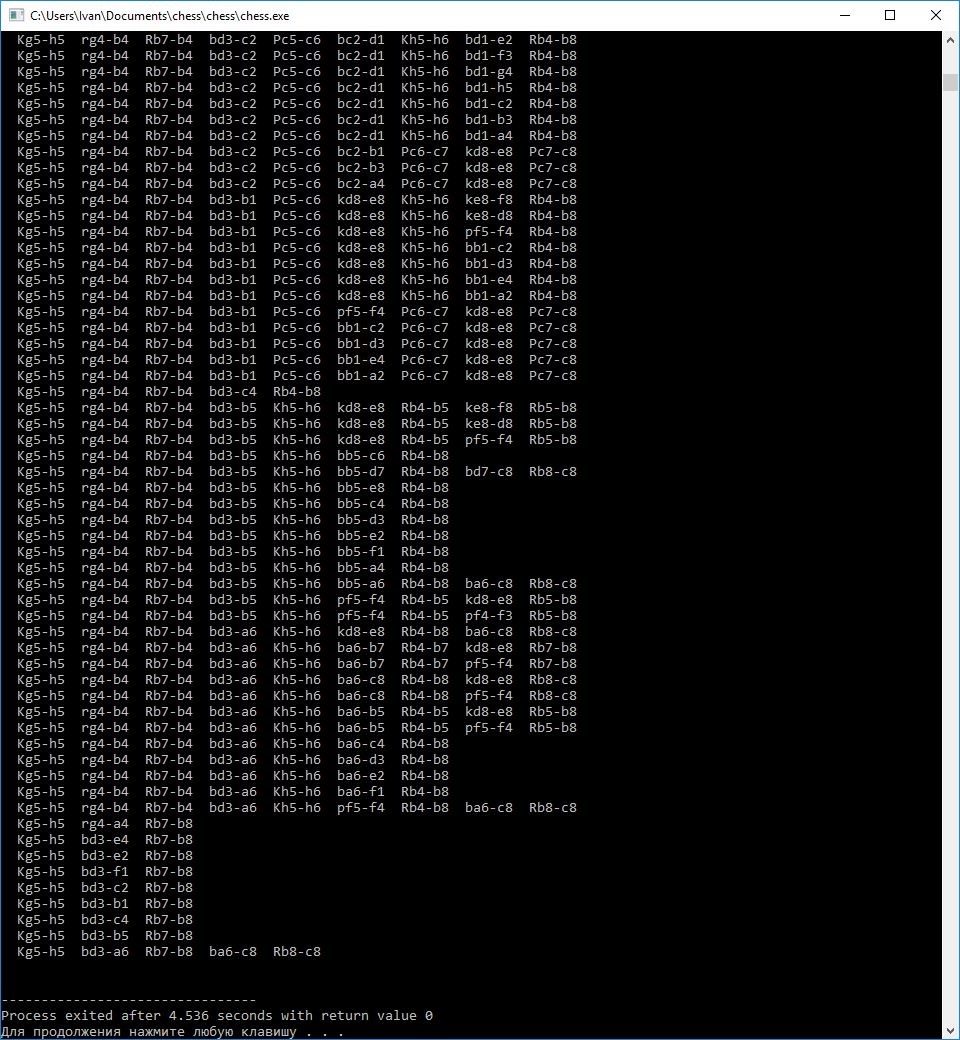 C:\Users\Ivan\Documents\chess\chess\chess.exe
Kg5-h5 rg4-b4 Rb7-b4 bd3-c2 Pc5-c6 bc2-d1 Kh5-h6 bd1-e2 Rb4-b8
Kg5-h5 rg4-b4 Rb7-b4 bd3-c2 Pc5-c6 bc2-d1 Kh5-h6 bd1-f3 Rb4-b8
Kg5-h5 rg4-b4 Rb7-b4 bd3-c2 Pc5-c6 bc2-d1 Kh5-h6 bd1-g4 Rb4-b8
Kg5-h5 rg4-b4 Rb7-b4 bd3-c2 Pc5-c6 bc2-d1 Kh5-h6 bd1-h5 Rb4-b8
Kg5-h5 rg4-b4 Rb7-b4 bd3-c2 Pc5-c6 bc2-d1 Kh5-h6 bd1-c2 Rb4-b8
Kg5-h5 rg4-b4 Rb7-b4 bd3-c2 Pc5-c6 bc2-d1 Kh5-h6 bd1-b3 Rb4-b8
Kg5-h5 rg4-b4 Rb7-b4 bd3-c2 Pc5-c6 bc2-d1 Kh5-h6 bd1-a4 Rb4-b8
Kg5-h5 rg4-b4 Rb7-b4 bd3-c2 Pc5-c6 bc2-b1 Pc6-c7 kd8-e8 Pc7-c8
Kg5-h5 rg4-b4 Rb7-b4 bd3-c2 Pc5-c6 bc2-b3 Pc6-c7 kd8-e8 Pc7-c8
Kg5-h5 rg4-b4 Rb7-b4 bd3-c2 Pc5-c6 bc2-a4 Pc6-c7 kd8-e8 Pc7-c8
Kg5-h5 rg4-b4 Rb7-b4 bd3-b1 Pc5-c6 kd8-e8 Kh5-h6 ke8-f8 Rb4-b8
Kg5-h5 rg4-b4 Rb7-b4 bd3-b1 Pc5-c6 kd8-e8 Kh5-h6 ke8-d8 Rb4-b8
Kg5-h5 rg4-b4 Rb7-b4 bd3-b1 Pc5-c6 kd8-e8 Kh5-h6 pf5-f4 Rb4-b8
Kg5-h5 rg4-b4 Rb7-b4 bd3-b1 Pc5-c6 kd8-e8 Kh5-h6 bb1-c2 Rb4-b8
Kg5-h5 rg4-b4 Rb7-b4 bd3-b1 Pc5-c6 kd8-e8 Kh5-h6 bb1-d3 Rb4-b8
Kg5-h5 rg4-b4 Rb7-b4 bd3-b1 Pc5-c6 kd8-e8 Kh5-h6 bb1-e4 Rb4-b8
Kg5-h5 rg4-b4 Rb7-b4 bd3-b1 Pc5-c6 kd8-e8 Kh5-h6 bb1-a2 Rb4-b8
Kg5-h5 rg4-b4 Rb7-b4 bd3-b1 Pc5-c6 pf5-f4 Pc6-c7 kd8-e8 Pc7-c8
Kg5-h5 rg4-b4 Rb7-b4 bd3-b1 Pc5-c6 bb1-c2 Pc6-c7 kd8-e8 Pc7-c8
Kg5-h5 rg4-b4 Rb7-b4 bd3-b1 Pc5-c6 bb1-d3 Pc6-c7 kd8-e8 Pc7-c8
Kg5-h5 rg4-b4 Rb7-b4 bd3-b1 Pc5-c6 bb1-e4 Pc6-c7 kd8-e8 Pc7-c8
Kg5-h5 rg4-b4 Rb7-b4 bd3-b1 Pc5-c6 bb1-a2 Pc6-c7 kd8-e8 Pc7-c8
Kg5-h5 rg4-b4 Rb7-b4 bd3-c4 Rb4-b8
Kg5-h5 rg4-b4 Rb7-b4 bd3-b5 Kh5-h6 kd8-e8 Rb4-b5 ke8-f8 Rb5-b8
Kg5-h5 rg4-b4 Rb7-b4 bd3-b5 Kh5-h6 kd8-e8 Rb4-b5 ke8-d8 Rb5-b8
Kg5-h5 rg4-b4 Rb7-b4 bd3-b5 Kh5-h6 kd8-e8 Rb4-b5 pf5-f4 Rb5-b8
Kg5-h5 rg4-b4 Rb7-b4 bd3-b5 Kh5-h6 bb5-c6 Rb4-b8
Kg5-h5 rg4-b4 Rb7-b4 bd3-b5 Kh5-h6 bb5-d7 Rb4-b8 bd7-c8 Rb8-c8
Kg5-h5 rg4-b4 Rb7-b4 bd3-b5 Kh5-h6 bb5-e8 Rb4-b8
Kg5-h5 rg4-b4 Rb7-b4 bd3-b5 Kh5-h6 bb5-c4 Rb4-b8
Kg5-h5 rg4-b4 Rb7-b4 bd3-b5 Kh5-h6 bb5-d3 Rb4-b8
Kg5-h5 rg4-b4 Rb7-b4 bd3-b5 Kh5-h6 bb5-e2 Rb4-b8
Kg5-h5 rg4-b4 Rb7-b4 bd3-b5 Kh5-h6 bb5-f1 Rb4-b8
Kg5-h5 rg4-b4 Rb7-b4 bd3-b5 Kh5-h6 bb5-a4 Rb4-b8
Kg5-h5 rg4-b4 Rb7-b4 bd3-b5 Kh5-h6 bb5-a6 Rb4-b8 ba6-c8 Rb8-c8
Kg5-h5 rg4-b4 Rb7-b4 bd3-b5 Kh5-h6 pf5-f4 Rb4-b5 kd8-e8 Rb5-b8
Kg5-h5 rg4-b4 Rb7-b4 bd3-b5 Kh5-h6 pf5-f4 Rb4-b5 pf4-f3 Rb5-b8
Kg5-h5 rg4-b4 Rb7-b4 bd3-a6 Kh5-h6 kd8-e8 Rb4-b8 ba6-c8 Rb8-c8
Kg5-h5 rg4-b4 Rb7-b4 bd3-a6 Kh5-h6 ba6-b7 Rb4-b7 kd8-e8 Rb7-b8
Kg5-h5 rg4-b4 Rb7-b4 bd3-a6 Kh5-h6 ba6-b7 Rb4-b7 pf5-f4 Rb7-b8
Kg5-h5 rg4-b4 Rb7-b4 bd3-a6 Kh5-h6 ba6-c8 Rb4-b8 kd8-e8 Rb8-c8
Kg5-h5 rg4-b4 Rb7-b4 bd3-a6 Kh5-h6 ba6-c8 Rb4-b8 pf5-f4 Rb8-c8
Kg5-h5 rg4-b4 Rb7-b4 bd3-a6 Kh5-h6 ba6-b5 Rb4-b5 kd8-e8 Rb5-b8
Kg5-h5 rg4-b4 Rb7-b4 bd3-a6 Kh5-h6 ba6-b5 Rb4-b5 pf5-f4 Rb5-b8
Kg5-h5 rg4-b4 Rb7-b4 bd3-a6 Kh5-h6 ba6-c4 Rb4-b8
Kg5-h5 rg4-b4 Rb7-b4 bd3-a6 Kh5-h6 ba6-d3 Rb4-b8
Kg5-h5 rg4-b4 Rb7-b4 bd3-a6 Kh5-h6 ba6-e2 Rb4-b8
Kg5-h5 rg4-b4 Rb7-b4 bd3-a6 Kh5-h6 ba6-f1 Rb4-b8
Kg5-h5 rg4-b4 Rb7-b4 bd3-a6 Kh5-h6 pf5-f4 Rb4-b8 ba6-c8 Rb8-c8
Kg5-h5 rg4-a4 Rb7-b8
Kg5-h5 bd3-e4 Rb7-b8
Kg5-h5 bd3-e2 Rb7-b8
Kg5-h5 bd3-f1 Rb7-b8
Kg5-h5 bd3-c2 Rb7-b8
Kg5-h5 bd3-b1 Rb7-b8
Kg5-h5 bd3-c4 Rb7-b8
Kg5-h5 bd3-b5 Rb7-b8
Kg5-h5 bd3-a6 Rb7-b8 ba6-c8 Rb8-c8
--------------------------------
Process exited after 4.536 seconds with return value 0
Для продолжения нажмите любую клавишу . . .